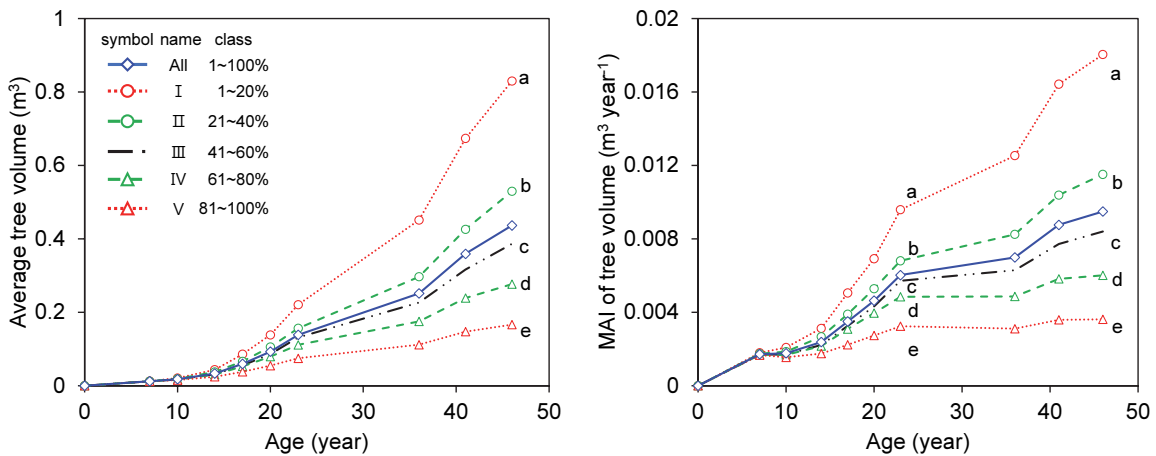 Average tree volume (m³)
1
0.8
0.6
0.4
0.2
0
symbol name class
All 1~100%
Ⅰ 1~20%
Ⅱ 21~40%
Ⅲ 41~60%
Ⅳ 61~80%
Ⅴ 81~100%
a
b
c
d
e
0 10 20 30 40 50
Age (year)
MAI of tree volume (m³ year⁻¹)
0.02
0.016
0.012
0.008
0.004
0
a
a
b
b
c
c
d
d
e
e
0 10 20 30 40 50
Age (year)